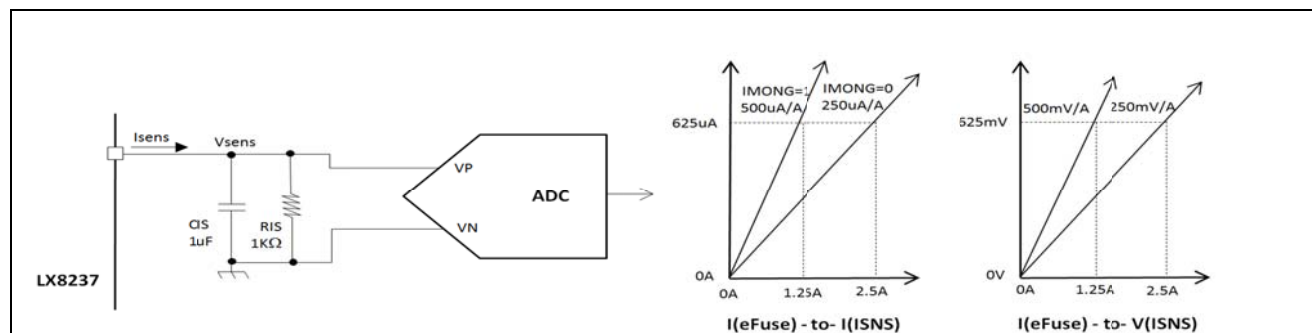 Isens
Vsens
VP
VN
ADC
CIS
1uF
RIS
1KΩ
LX8237
IMONG=1
500uA/A
IMONG=0
250uA/A
625uA
0A
0A
1.25A
2.5A
I(eFuse) - to- I(ISNS)
500mV/A
250mV/A
625mV
0V
0A
1.25A
2.5A
I(eFuse) - to- V(ISNS)